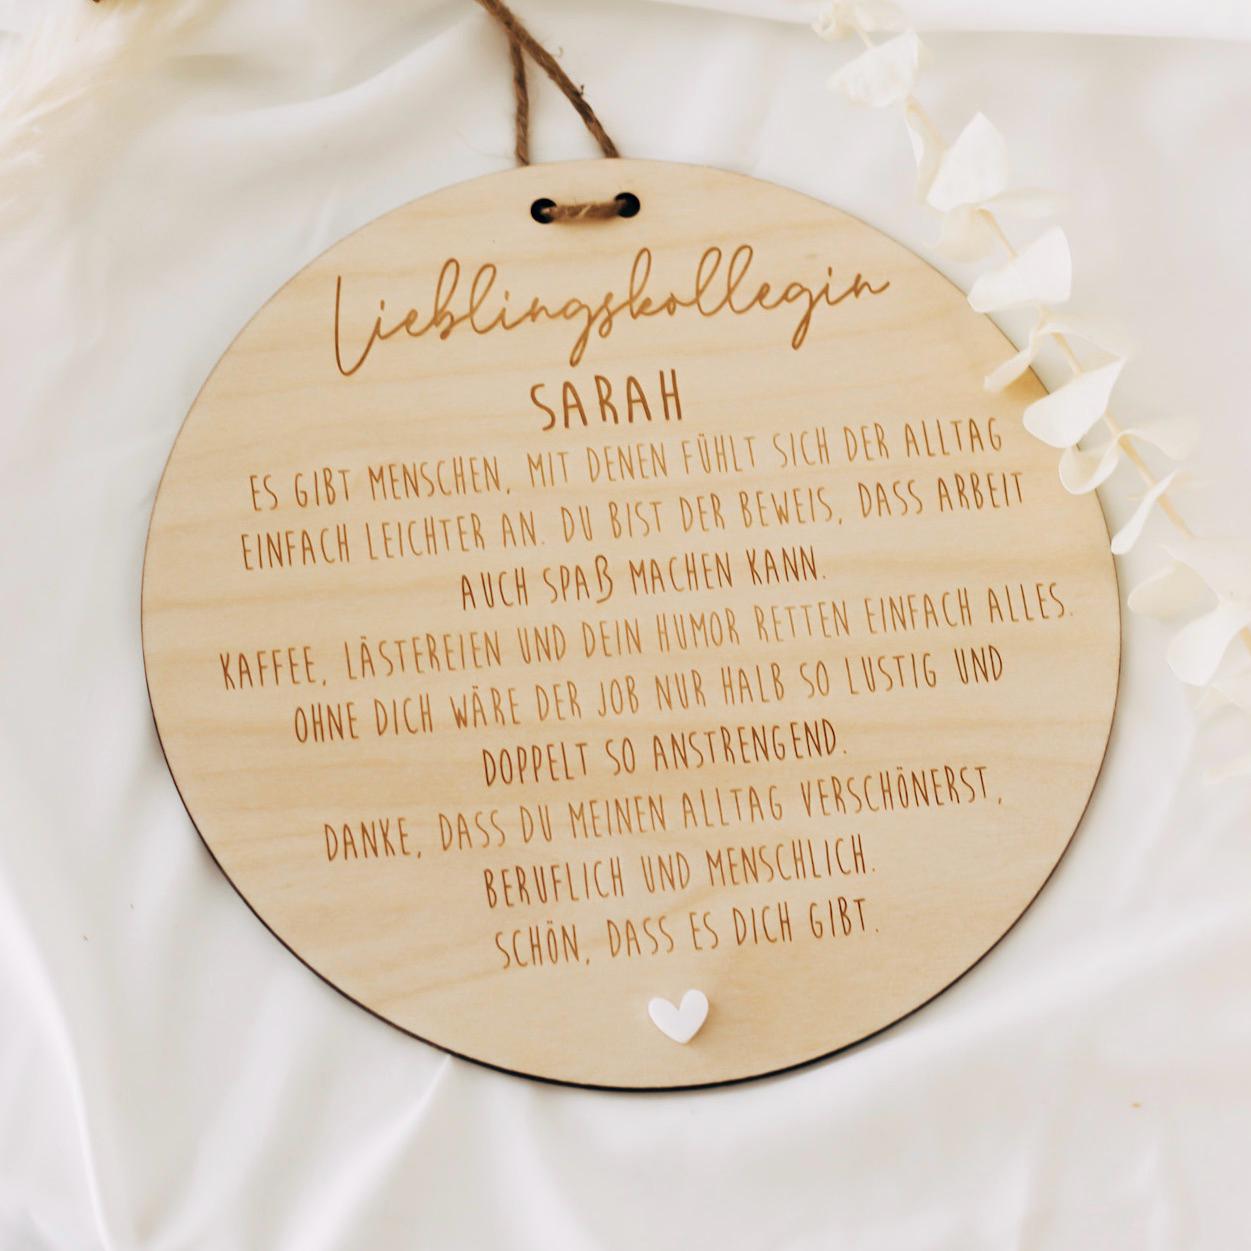 Lieblingskollegin
SARAH
ES GIBT MENSCHEN, MIT DENEN FÜHLT SICH DER ALLTAG
EINFACH LEICHTER AN. DU BIST DER BEWEIS, DASS ARBEIT
AUCH SPAß MACHEN KANN.
KAFFEE, LÄSTEREIEN UND DEIN HUMOR RETTEN EINFACH ALLES.
OHNE DICH WÄRE DER JOB NUR HALB SO LUSTIG UND
DOPPELT SO ANSTRENGEND.
DANKE, DASS DU MEINEN ALLTAG VERSCHÖNERST,
BERUFLICH UND MENSCHLICH.
SCHÖN, DASS ES DICH GIBT.